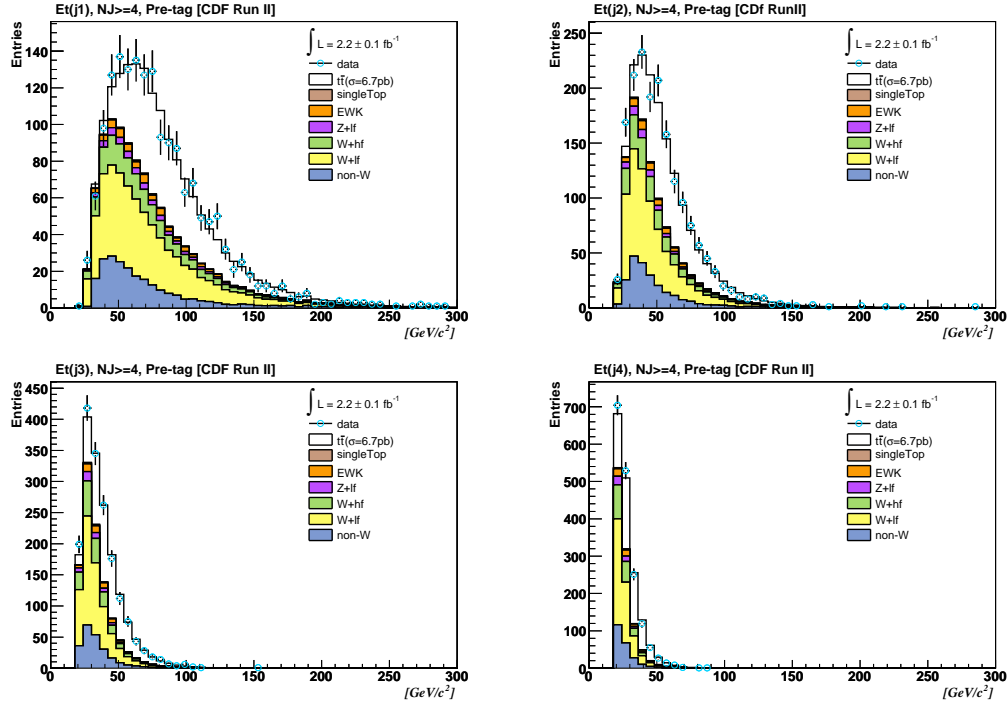 Et(j1), NJ>=4, Pre-tag [CDF Run II]
Entries
140
120
100
80
60
40
20
0
0 50 100 150 200 250 300
[GeV/c²]
∫ L = 2.2 ± 0.1 fb⁻¹
data
tt̄(σ=6.7pb)
singleTop
EWK
Z+lf
W+hf
W+lf
non-W
Et(j2), NJ>=4, Pre-tag [CDf RunII]
Entries
250
200
150
100
50
0
0 50 100 150 200 250 300
[GeV/c²]
∫ L = 2.2 ± 0.1 fb⁻¹
data
tt̄(σ=6.7pb)
singleTop
EWK
Z+lf
W+hf
W+lf
non-W
Et(j3), NJ>=4, Pre-tag [CDF Run II]
Entries
450
400
350
300
250
200
150
100
50
0
0 50 100 150 200 250 300
[GeV/c²]
∫ L = 2.2 ± 0.1 fb⁻¹
data
tt̄(σ=6.7pb)
singleTop
EWK
Z+lf
W+hf
W+lf
non-W
Et(j4), NJ>=4, Pre-tag [CDF Run II]
Entries
700
600
500
400
300
200
100
0
0 50 100 150 200 250 300
[GeV/c²]
∫ L = 2.2 ± 0.1 fb⁻¹
data
tt̄(σ=6.7pb)
singleTop
EWK
Z+lf
W+hf
W+lf
non-W